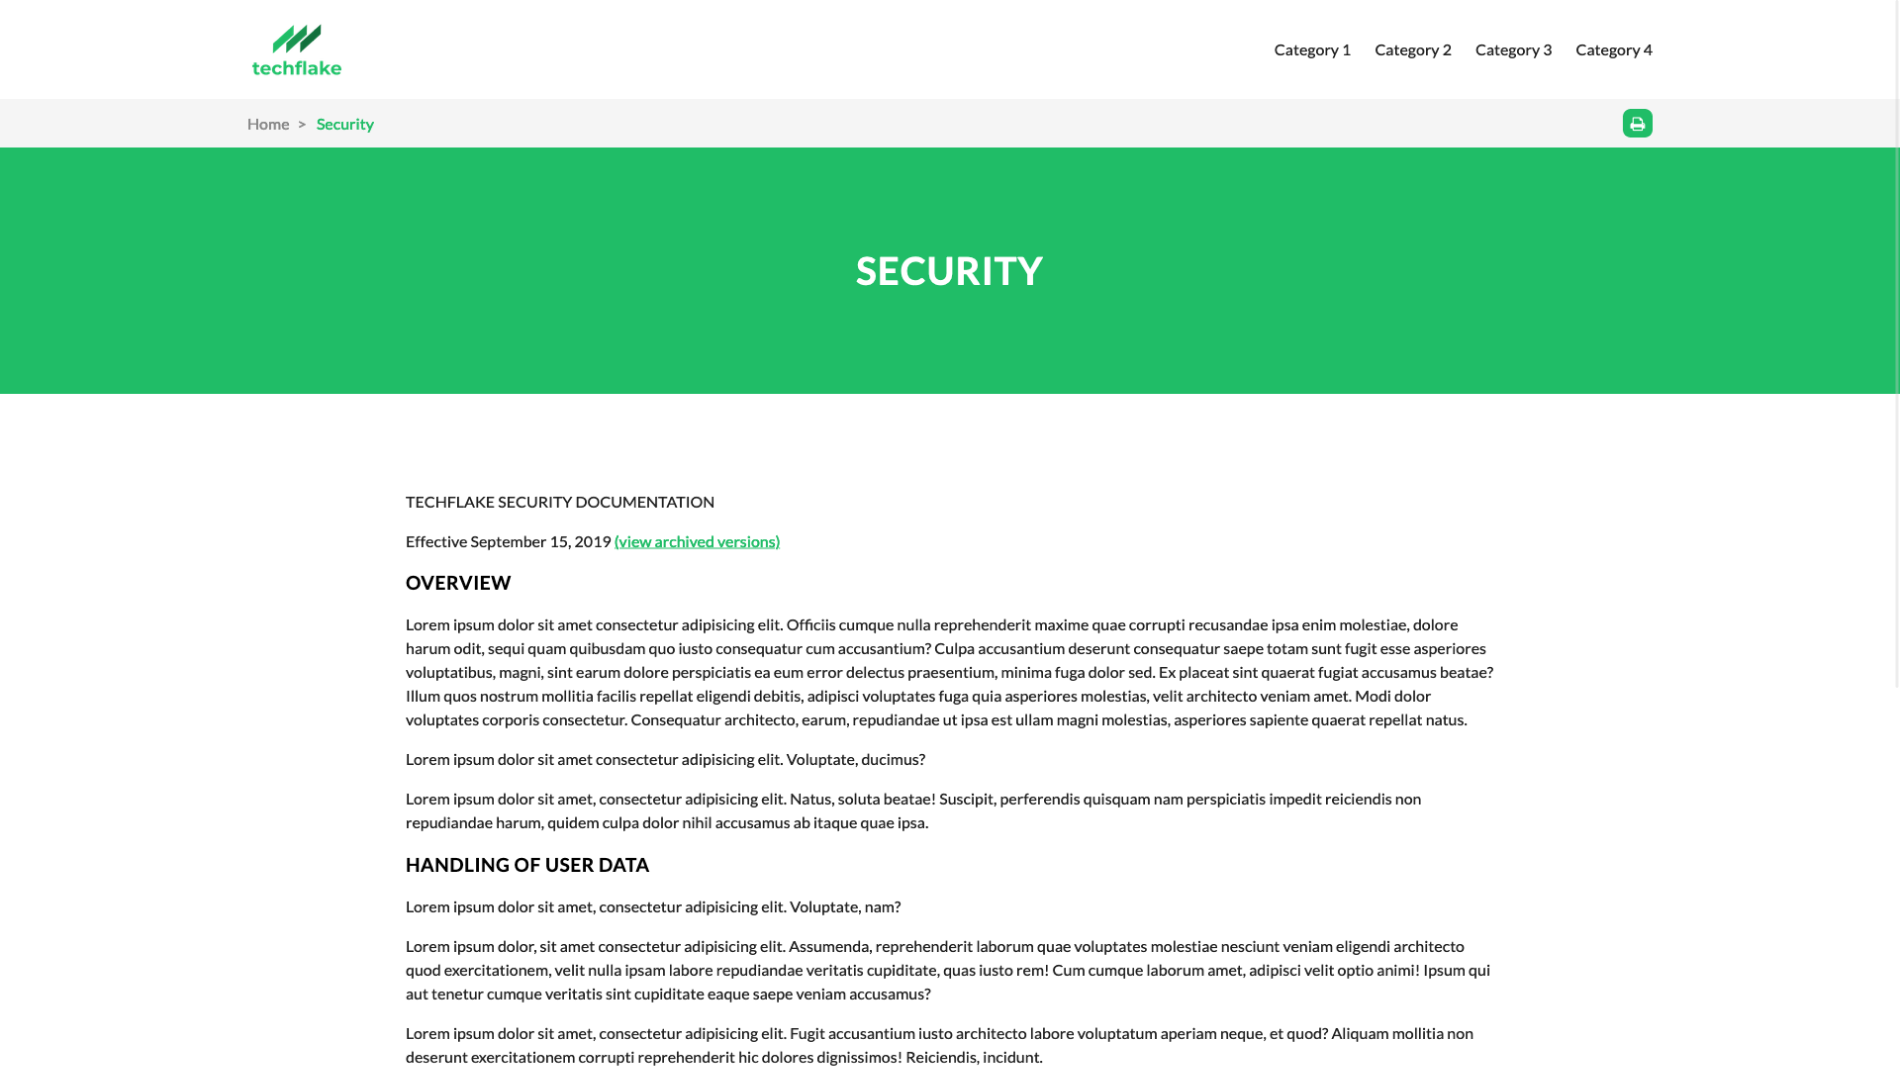 techflake
Category 1 Category 2 Category 3 Category 4
Home > Security
SECURITY
TECHFLAKE SECURITY DOCUMENTATION
Effective September 15, 2019 (view archived versions)
OVERVIEW
Lorem ipsum dolor sit amet consectetur adipisicing elit. Officiis cumque nulla reprehenderit maxime quae corrupti recusandae ipsa enim molestiae, dolore
harum odit, sequi quam quibusdam quo iusto consequatur cum accusantium? Culpa accusantium deserunt consequatur saepe totam sunt fugit esse asperiores
voluptatibus, magni, sint earum dolore perspiciatis ea eum error delectus praesentium, minima fuga dolor sed. Ex placeat sint quaerat fugiat accusamus beatae?
Illum quos nostrum mollitia facilis repellat eligendi debitis, adipisci voluptates fuga quia asperiores molestias, velit architecto veniam amet. Modi dolor
voluptates corporis consectetur. Consequatur architecto, earum, repudiandae ut ipsa est ullam magni molestias, asperiores sapiente quaerat repellat natus.
Lorem ipsum dolor sit amet consectetur adipisicing elit. Voluptate, ducimus?
Lorem ipsum dolor sit amet, consectetur adipisicing elit. Natus, soluta beatae! Suscipit, perferendis quisquam nam perspiciatis impedit reiciendis non
repudiandae harum, quidem culpa dolor nihil accusamus ab itaque quae ipsa.
HANDLING OF USER DATA
Lorem ipsum dolor sit amet, consectetur adipisicing elit. Voluptate, nam?
Lorem ipsum dolor, sit amet consectetur adipisicing elit. Assumenda, reprehenderit laborum quae voluptates molestiae nesciunt veniam eligendi architecto
quod exercitationem, velit nulla ipsam labore repudiandae veritatis cupiditate, quas iusto rem! Cum cumque laborum amet, adipisci velit optio animi! Ipsum qui
aut tenetur cumque veritatis sint cupiditate eaque saepe veniam accusamus?
Lorem ipsum dolor sit amet, consectetur adipisicing elit. Fugit accusantium iusto architecto labore voluptatum aperiam neque, et quod? Aliquam mollitia non
deserunt exercitationem corrupti reprehenderit hic dolores dignissimos! Reiciendis, incidunt.